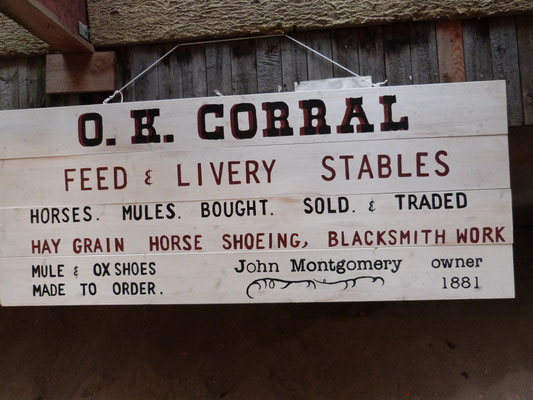 O.K. CORRAL
FEED & LIVERY STABLES
HORSES. MULES. BOUGHT. SOLD. & TRADED
HAY GRAIN HORSE SHOEING, BLACKSMITH WORK
MULE & OX SHOES
MADE TO ORDER.
John Montgomery owner
1881